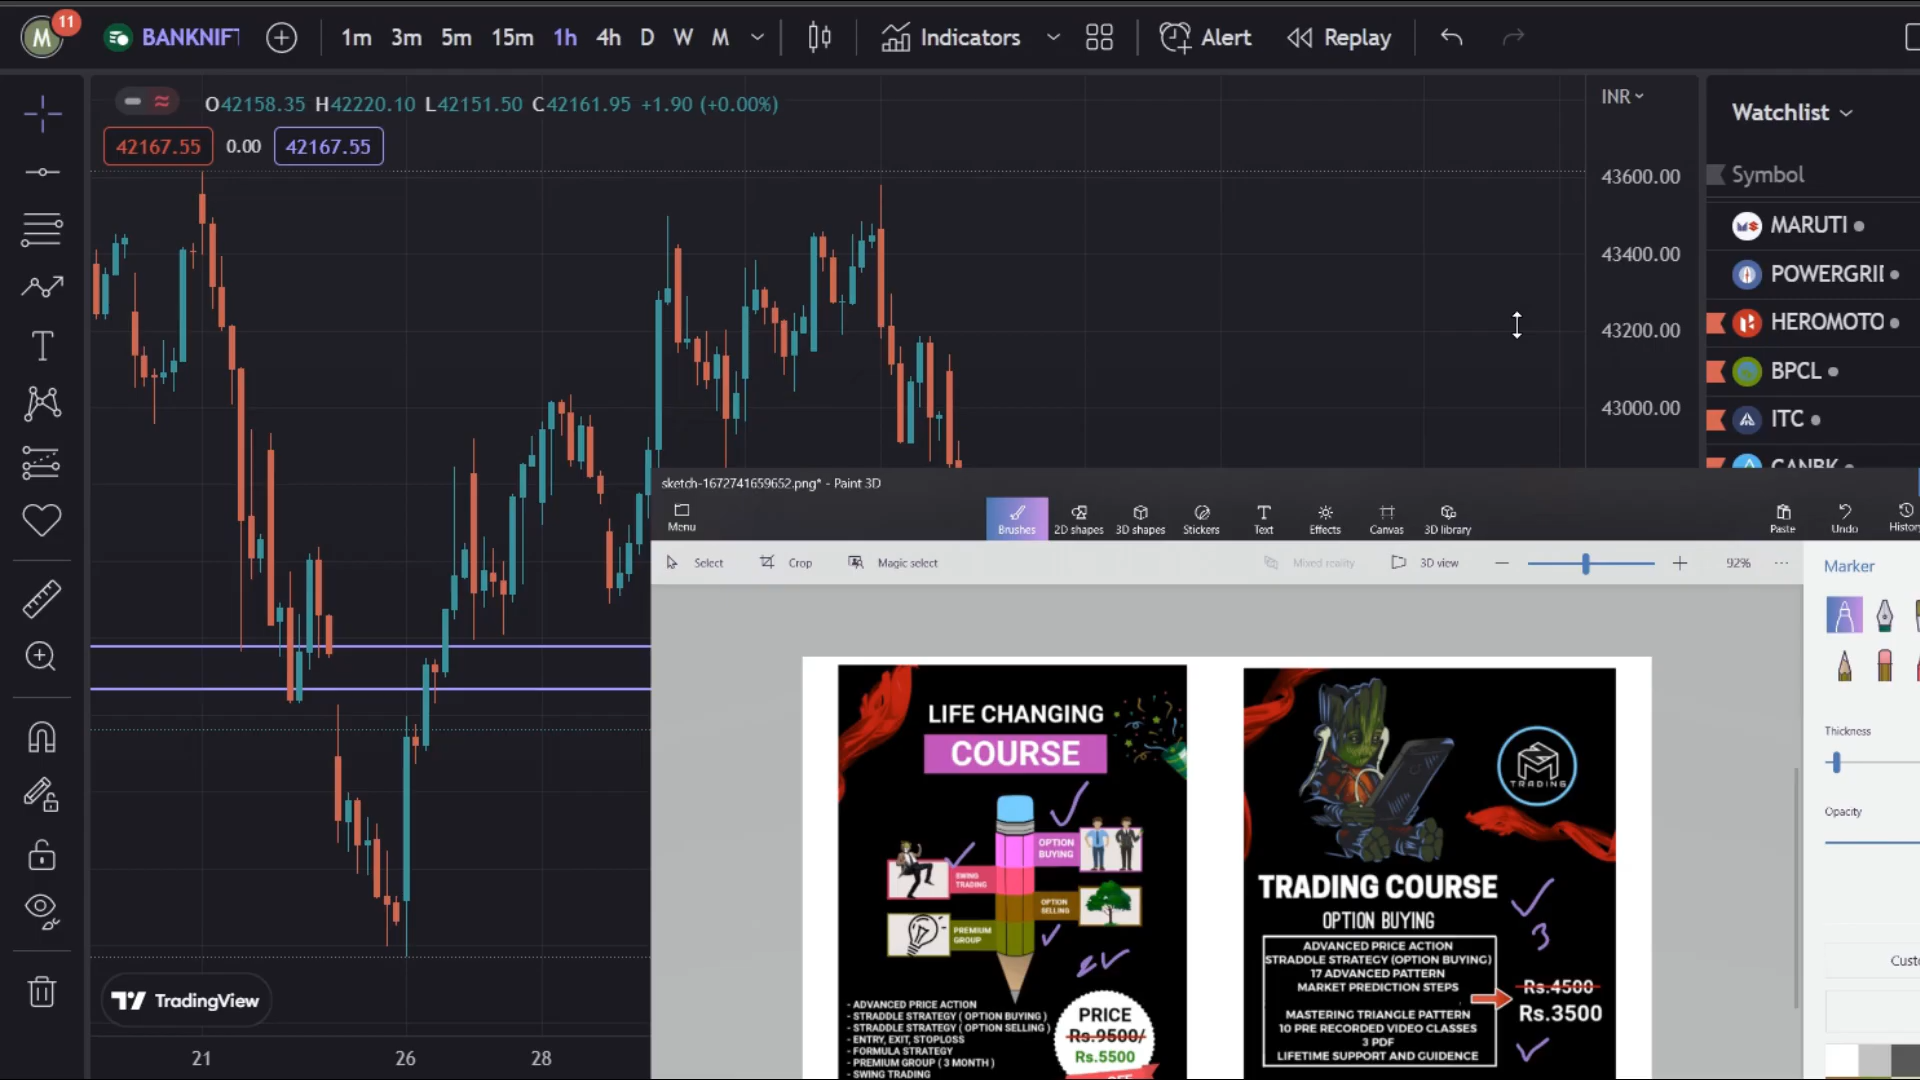 M
11
BANKNIFT
1m 3m 5m 15m 1h 4h D W M
Indicators
Alert
Replay
O42158.35 H42220.10 L42151.50 C42161.95 +1.90 (+0.00%)
42167.55 0.00 42167.55
INR
43600.00
43400.00
43200.00
43000.00
Watchlist
Symbol
MARUTI
POWERGRI
HEROMOTO
BPCL
ITC
CANBK
TradingView
21 26 28
sketch-1672741659652.png* - Paint 3D
Menu
Brushes 2D shapes 3D shapes Stickers Text Effects Canvas 3D library Paste Undo Histor
Select Crop Magic select Mixed reality 3D view 92%
Marker
Thickness
Opacity
Custo
LIFE CHANGING
COURSE
OPTION
BUYING
SWING
TRADING
OPTION
SELLING
PREMIUM
GROUP
- ADVANCED PRICE ACTION
- STRADDLE STRATEGY ( OPTION BUYING )
- STRADDLE STRATEGY ( OPTION SELLING )
- ENTRY, EXIT, STOPLOSS
- FORMULA STRATEGY
- PREMIUM GROUP ( 3 MONTH )
- SWING TRADING
PRICE
Rs.9500/
Rs.5500
TRADING
TRADING COURSE
OPTION BUYING
3
ADVANCED PRICE ACTION
STRADDLE STRATEGY (OPTION BUYING)
17 ADVANCED PATTERN
MARKET PREDICTION STEPS
MASTERING TRIANGLE PATTERN
10 PRE RECORDED VIDEO CLASSES
3 PDF
LIFETIME SUPPORT AND GUIDENCE
Rs.4500
Rs.3500